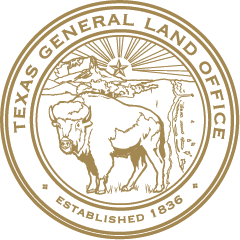 TEXAS GENERAL LAND OFFICE
ESTABLISHED 1836